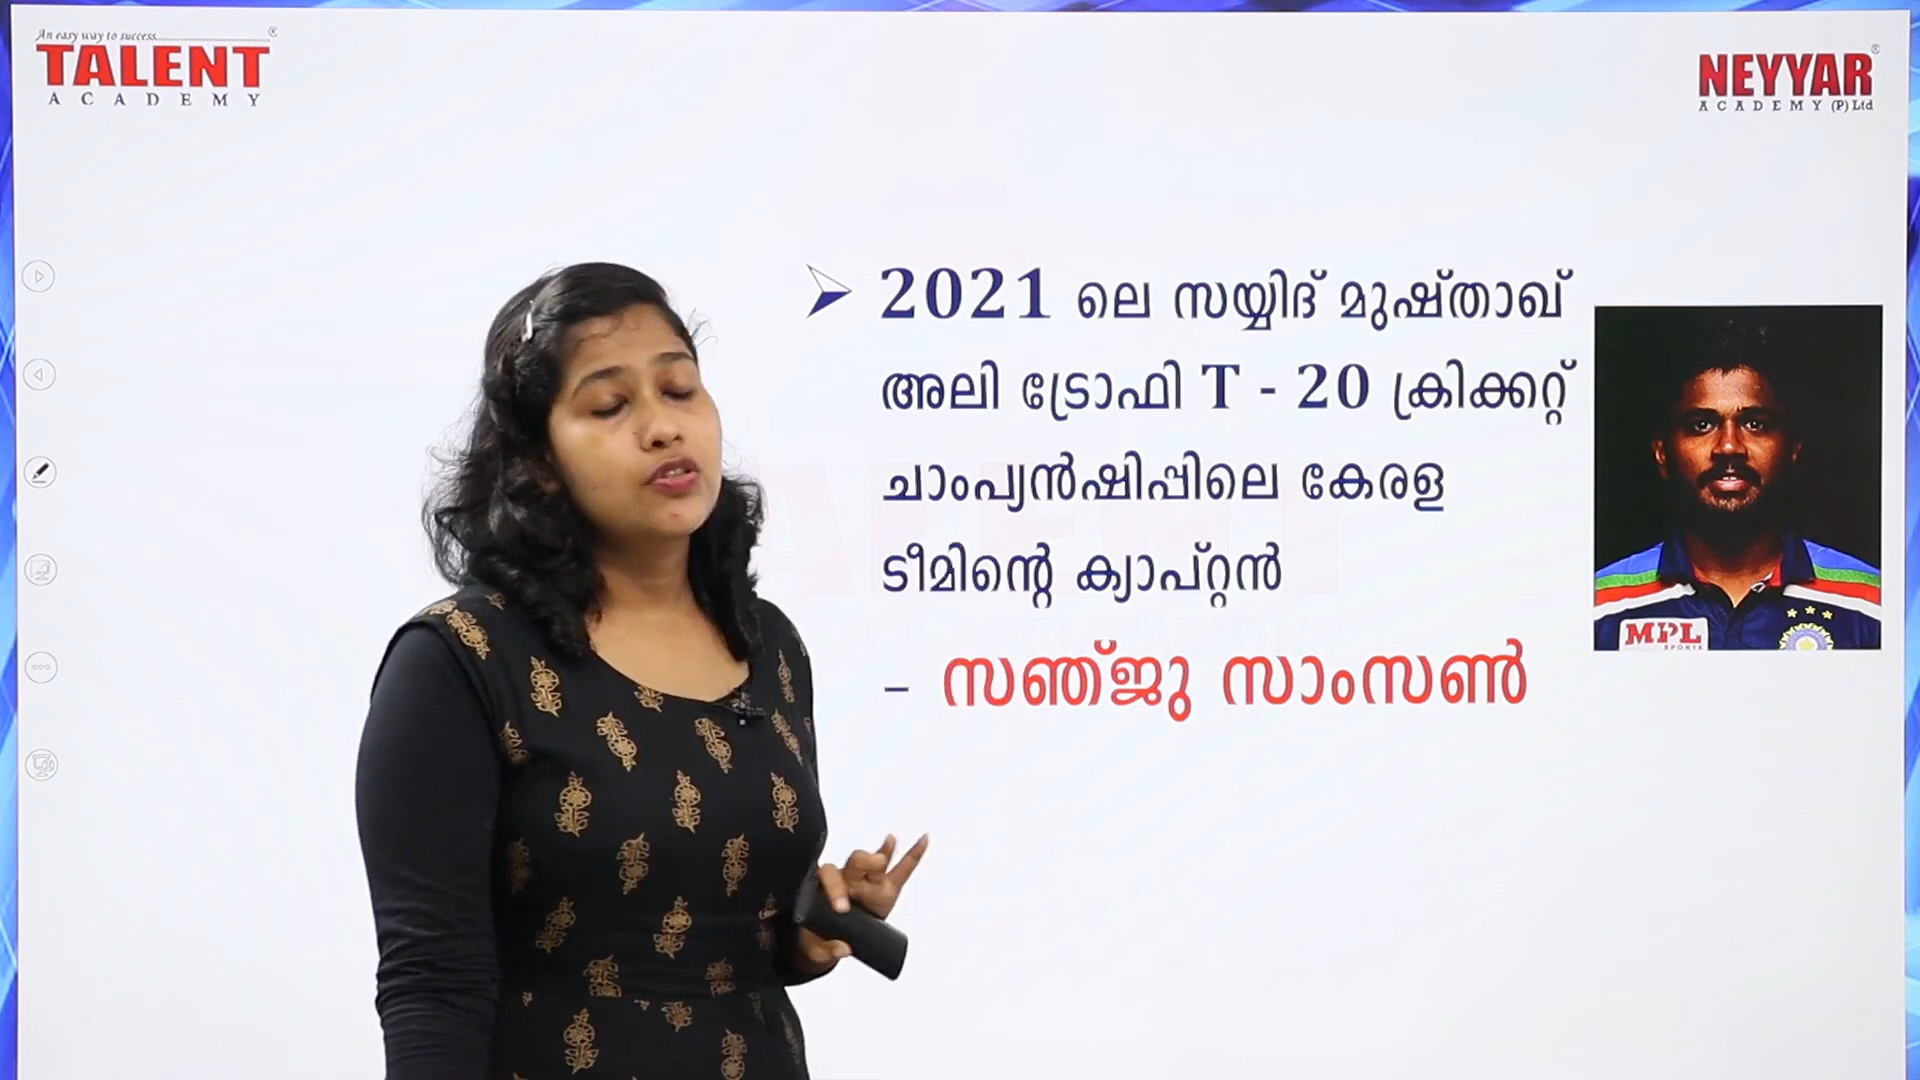 An easy way to success
TALENT
ACADEMY
NEYYAR
ACADEMY (P) Ltd
➢ 2021 ലെ സയ്യിദ് മുഷ്താഖ്
അലി ട്രോഫി T - 20 ക്രിക്കറ്റ്
ചാംപ്യൻഷിപ്പിലെ കേരള
ടീമിന്റെ ക്യാപ്റ്റൻ
– സഞ്ജു സാംസൺ
MPL
SPORTS